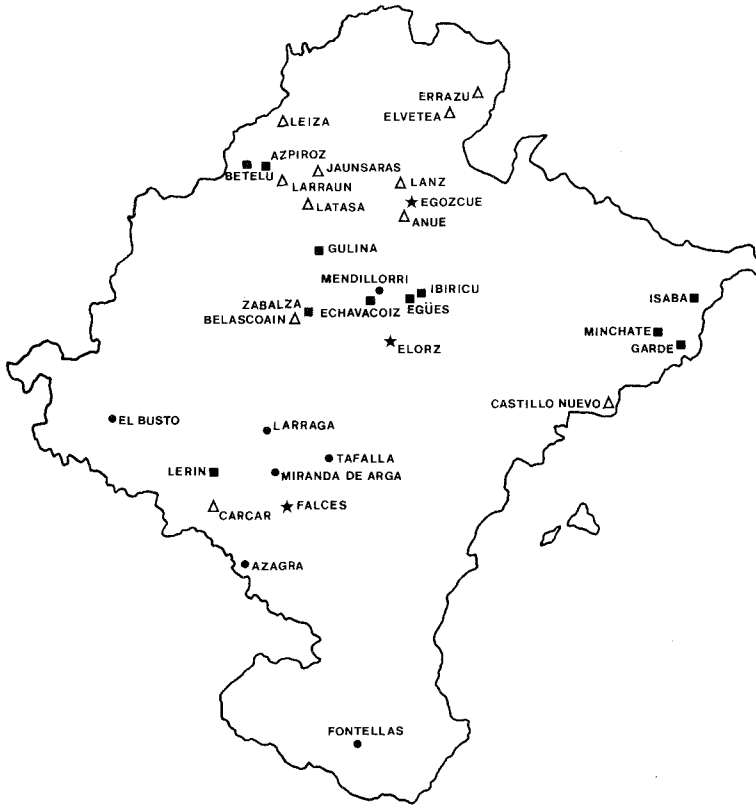 ERRAZU
ELVETEA
LEIZA
AZPIROZ
BETELU
JAUNSARAS
LARRAUN
LANZ
LATASA
EGOZCUE
ANUE
GULINA
MENDILLORRI
IBIRICU
ISABA
ZABALZA
ECHAVACOIZ
EGÜES
BELASCOAIN
MINCHATE
ELORZ
GARDE
CASTILLO NUEVO
EL BUSTO
LARRAGA
TAFALLA
LERIN
MIRANDA DE ARGA
CARCAR
FALCES
AZAGRA
FONTELLAS